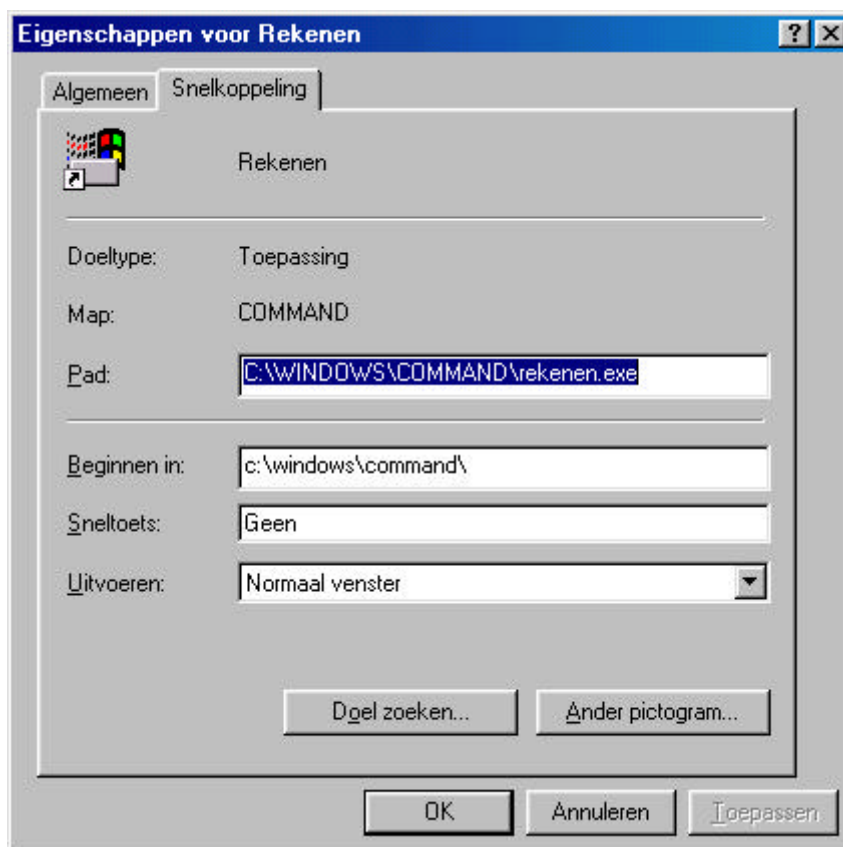 Eigenschappen voor Rekenen
Algemeen
Snelkoppeling
Rekenen
Doeltype: Toepassing
Map: COMMAND
Pad: C:\WINDOWS\COMMAND\rekenen.exe
Beginnen in: c:\windows\command\
Sneltoets: Geen
Uitvoeren: Normaal venster
Doel zoeken... Ander pictogram...
OK Annuleren Toepassen